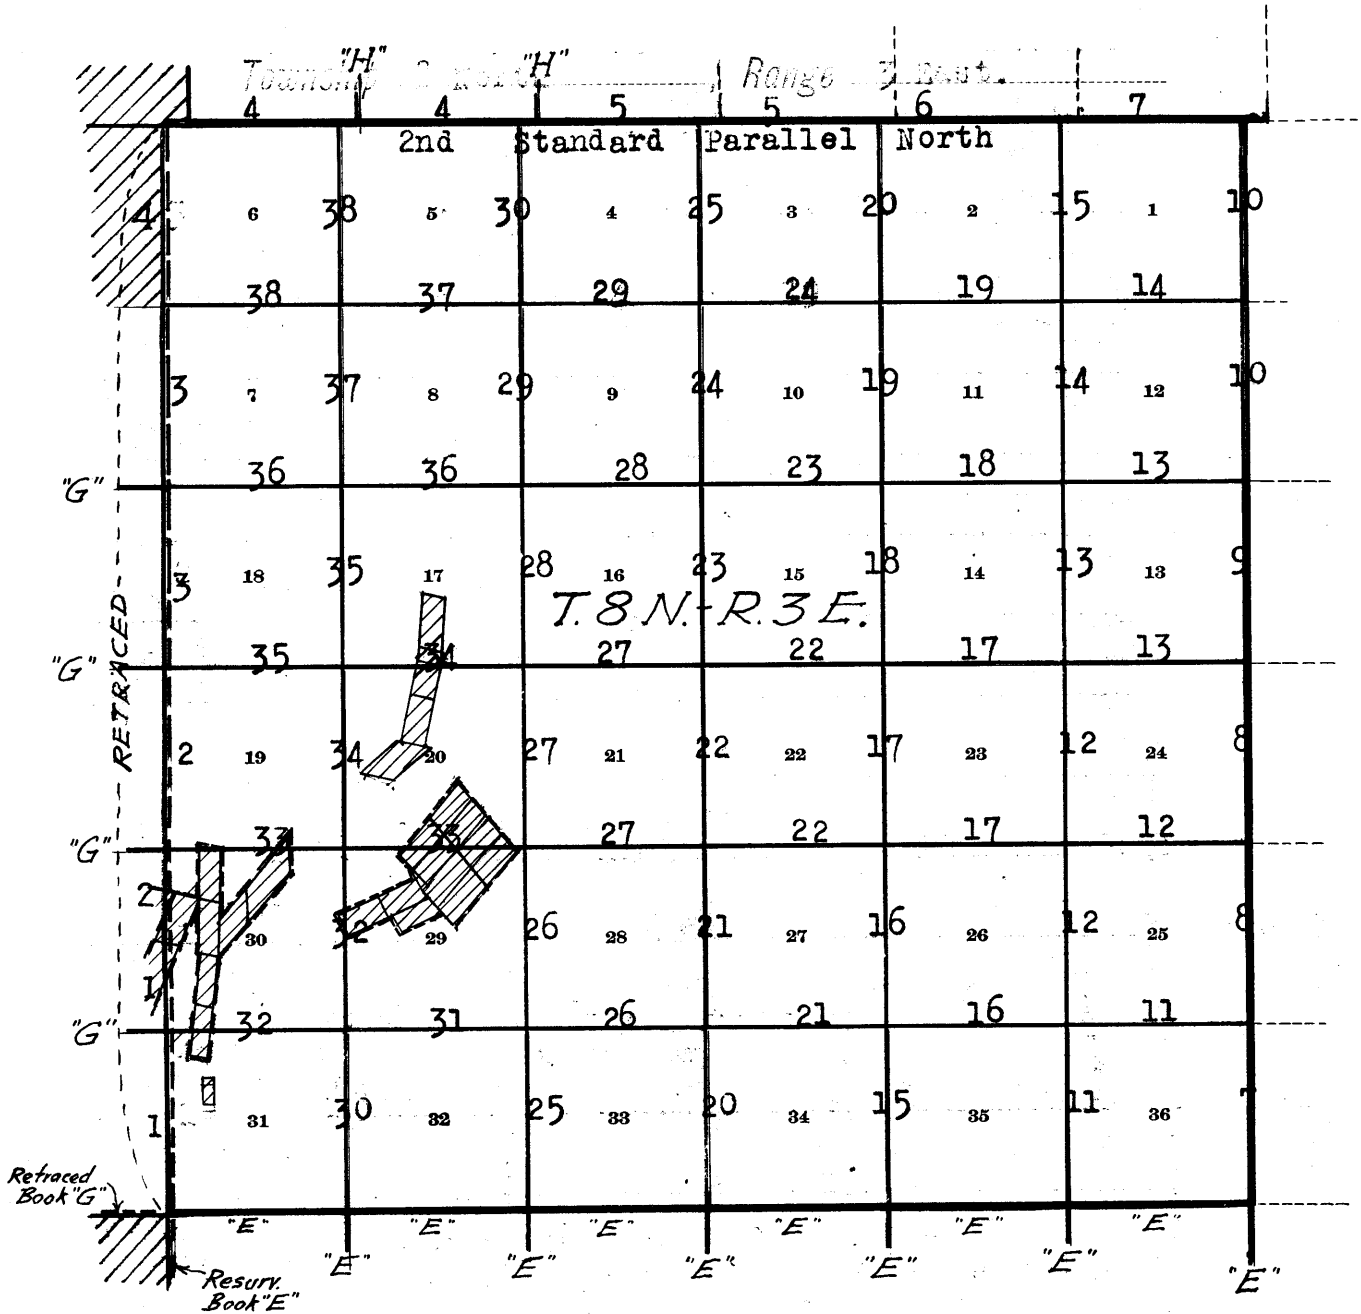 "H" "H"
Township 2 North, Range 3 East.
4 4 5 5 6 7
2nd Standard Parallel North
4 6 38 5 30 4 25 3 20 2 15 1 10
38 37 29 24 19 14
3 7 37 8 29 9 24 10 19 11 14 12 10
"G" 36 36 28 23 18 13
3 18 35 17 28 16 23 15 18 14 13 13 9
T. 8 N.-R. 3 E.
"G" 35 34 27 22 17 13
RETRACED
2 19 34 20 27 21 22 22 17 23 12 24 8
"G" 33 33 27 22 17 12
2 30 32 29 26 28 21 27 16 26 12 25 8
1
"G" 32 31 26 21 16 11
1 31 30 32 25 33 20 34 15 35 11 36 7
Retraced
Book "G"
"E" "E" "E" "E" "E" "E"
"E" "E" "E" "E" "E" "E"
Resurv.
Book "E"